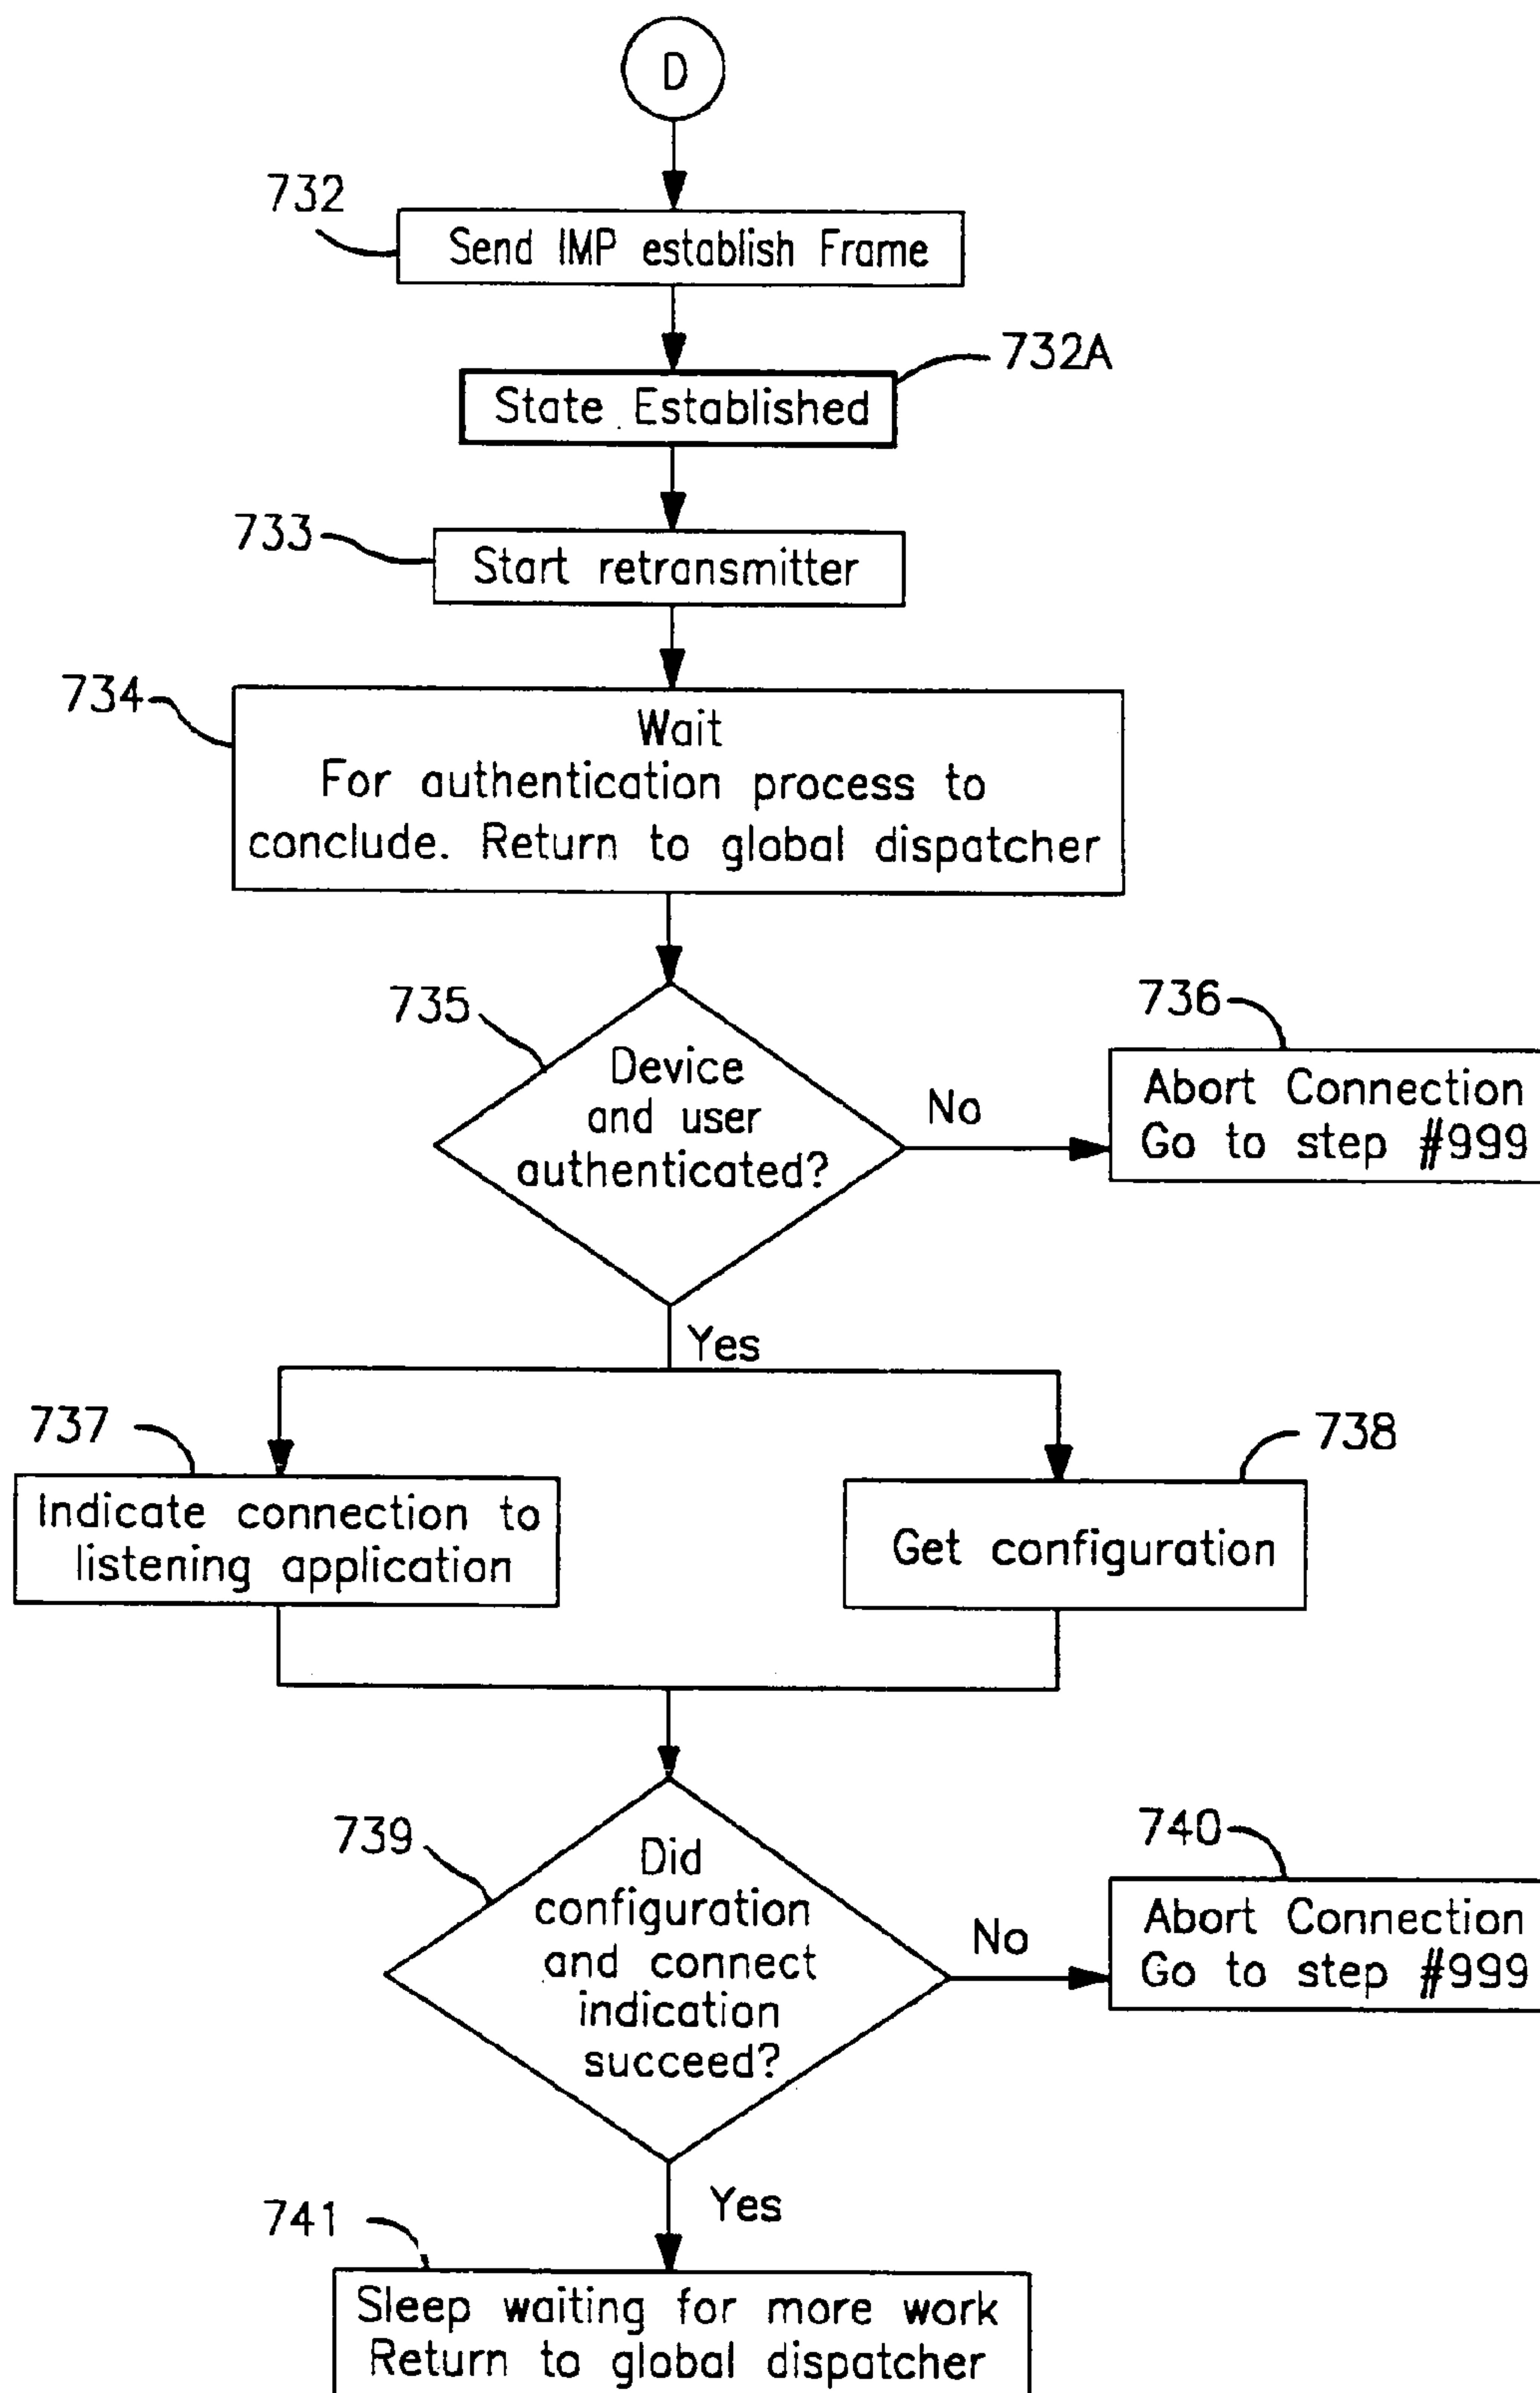 D
732
Send IMP establish Frame
732A
State Established
733
Start retransmitter
734
Wait
For authentication process to
conclude. Return to global dispatcher
735
Device
and user
authenticated?
No
736
Abort Connection
Go to step #999
Yes
737
Indicate connection to
listening application
738
Get configuration
739
Did
configuration
and connect
indication
succeed?
No
740
Abort Connection
Go to step #999
Yes
741
Sleep waiting for more work
Return to global dispatcher